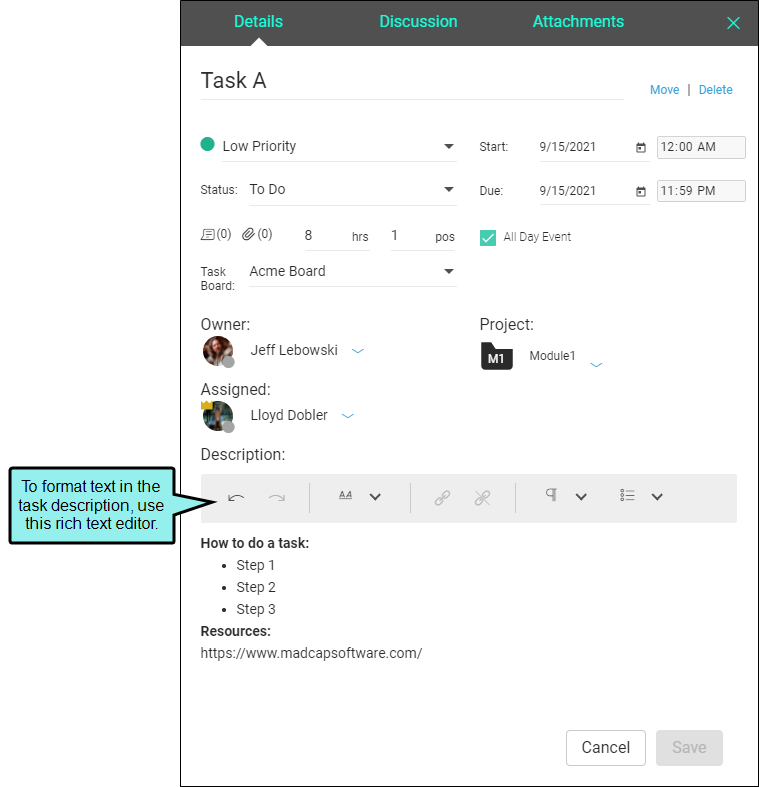 Details Discussion Attachments
Task A
Move | Delete
Low Priority Start: 9/15/2021 12:00 AM
Status: To Do Due: 9/15/2021 11:59 PM
(0) (0) 8 hrs 1 pos All Day Event
Task
Board: Acme Board
Owner: Project:
Jeff Lebowski M1 Module1
Assigned:
Lloyd Dobler
Description:
To format text in the
task description, use
this rich text editor.
AA
How to do a task:
• Step 1
• Step 2
• Step 3
Resources:
https://www.madcapsoftware.com/
Cancel Save